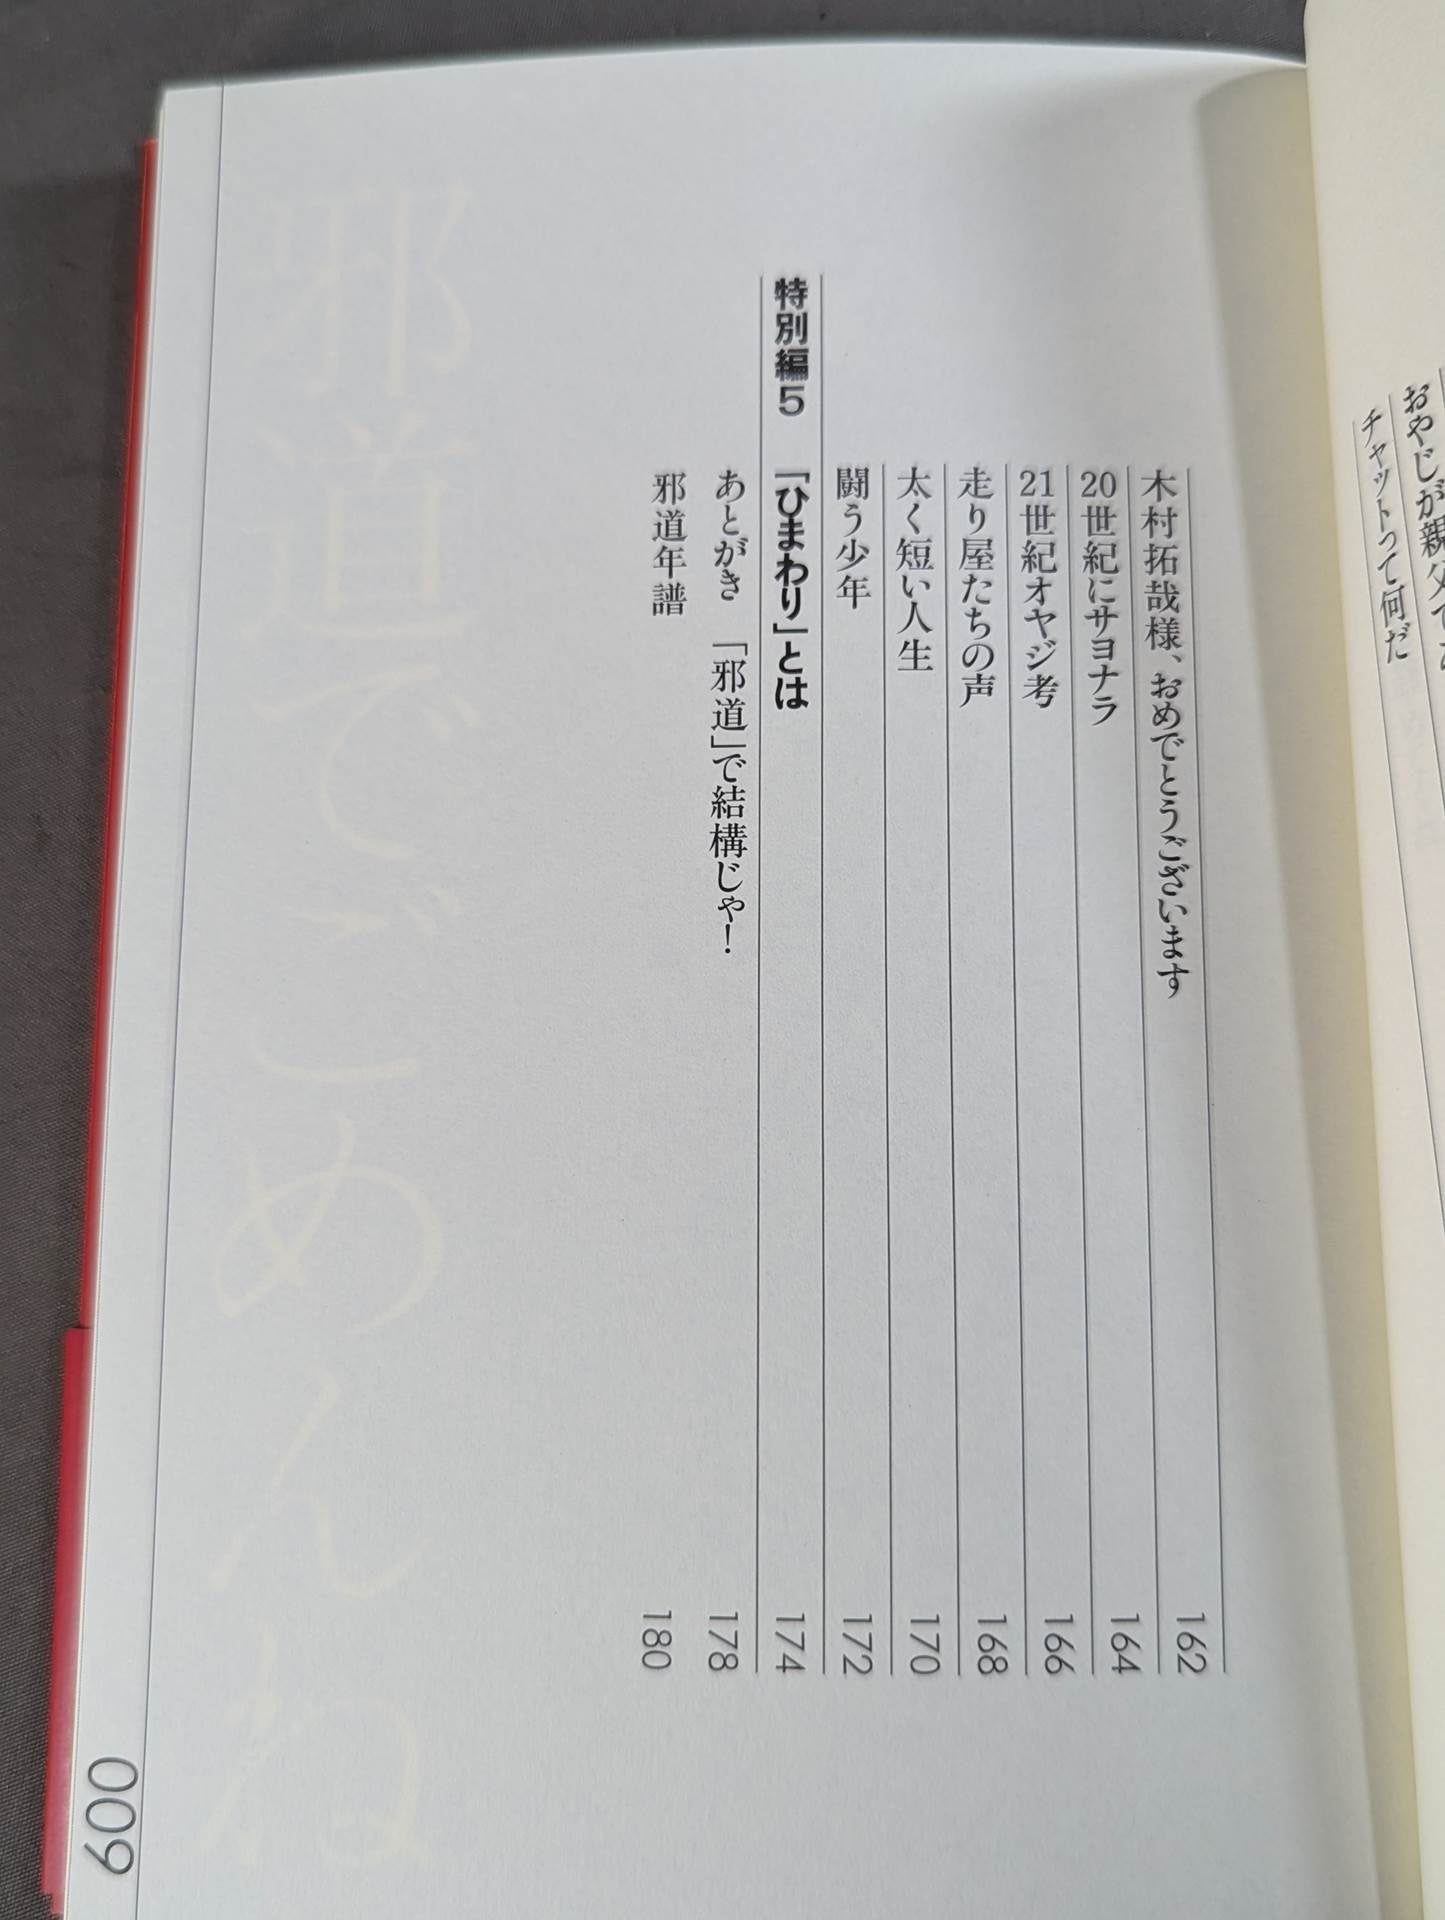 おやじが親父で
チャットって何だ
木村拓哉様、おめでとうございます 162
20世紀にサヨナラ 164
21世紀オヤジ考 166
走り屋たちの声 168
太く短い人生 170
闘う少年 172
特別編5 「ひまわり」とは 174
あとがき 「邪道」で結構じゃ! 178
邪道年譜 180
邪道でごめんね
009